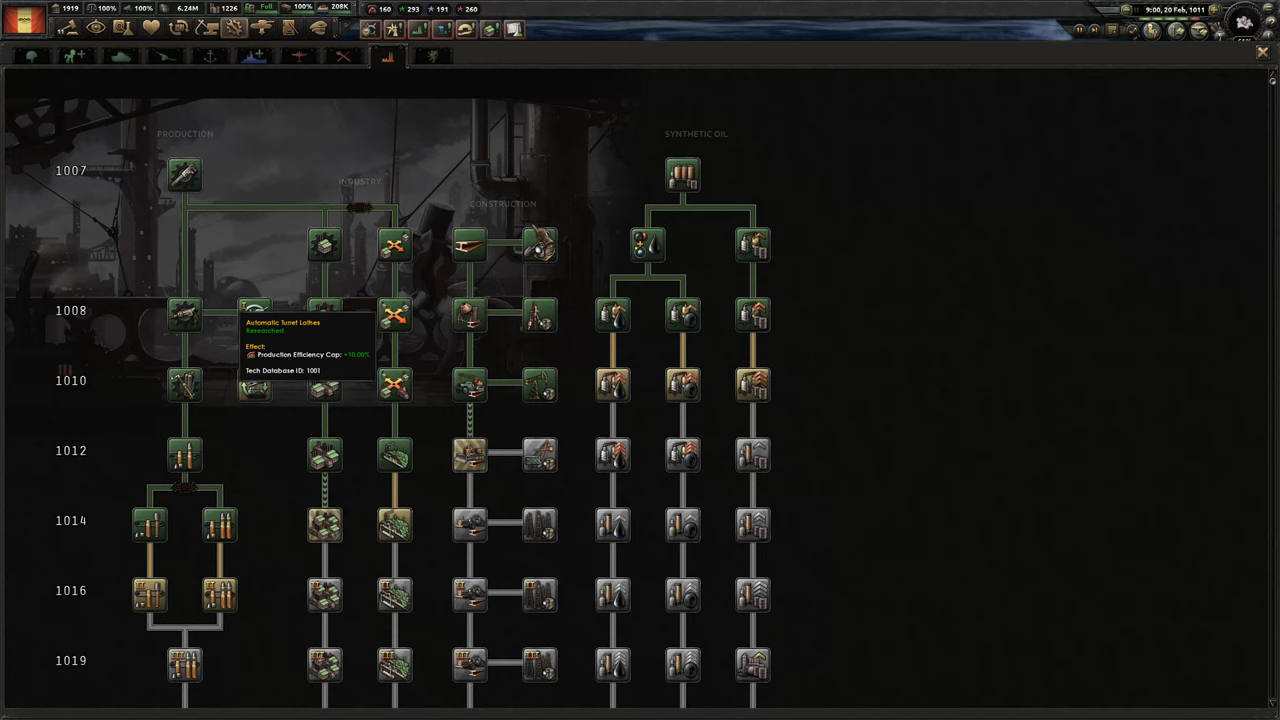 1919 100% 100% 6,24M 1226 Full 100% 208K 160 293 191 260 9:00, 20 Feb, 1011
11
PRODUCTION SYNTHETIC OIL
1007
INDUSTRY
CONSTRUCTION
1008
Automatic Turret Lathes
Researched
Effect:
Production Efficiency Cap: +10.00%
Tech Database ID: 1001
1010
1012
1014
1016
1019